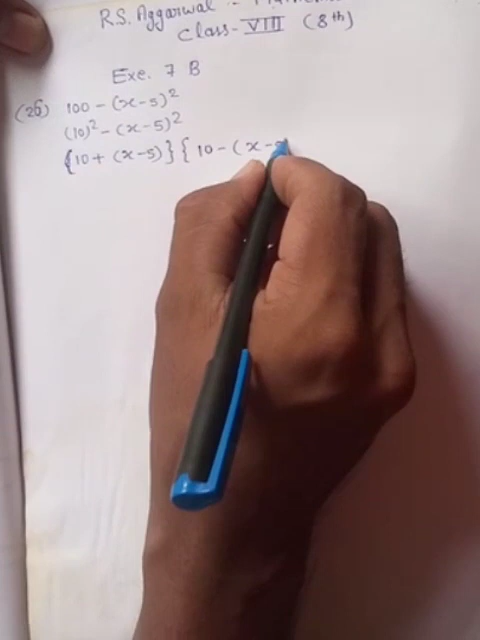 R.S. Aggarwal :-
Class-VIII (8th)
Exe. 7 B
(26) 100 - (x-5)²
(10)² - (x-5)²
{10 + (x-5)} { 10 - (x -